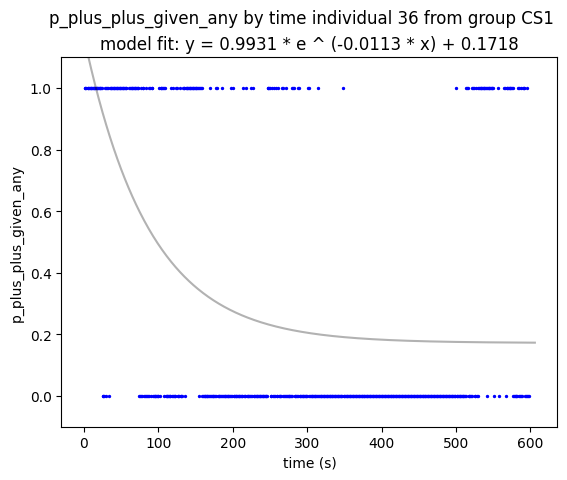 p_plus_plus_given_any by time individual 36 from group CS1
model fit: y = 0.9931 * e ^ (-0.0113 * x) + 0.1718
1.0
0.8
0.6
0.4
0.2
0.0
p_plus_plus_given_any
0 100 200 300 400 500 600
time (s)